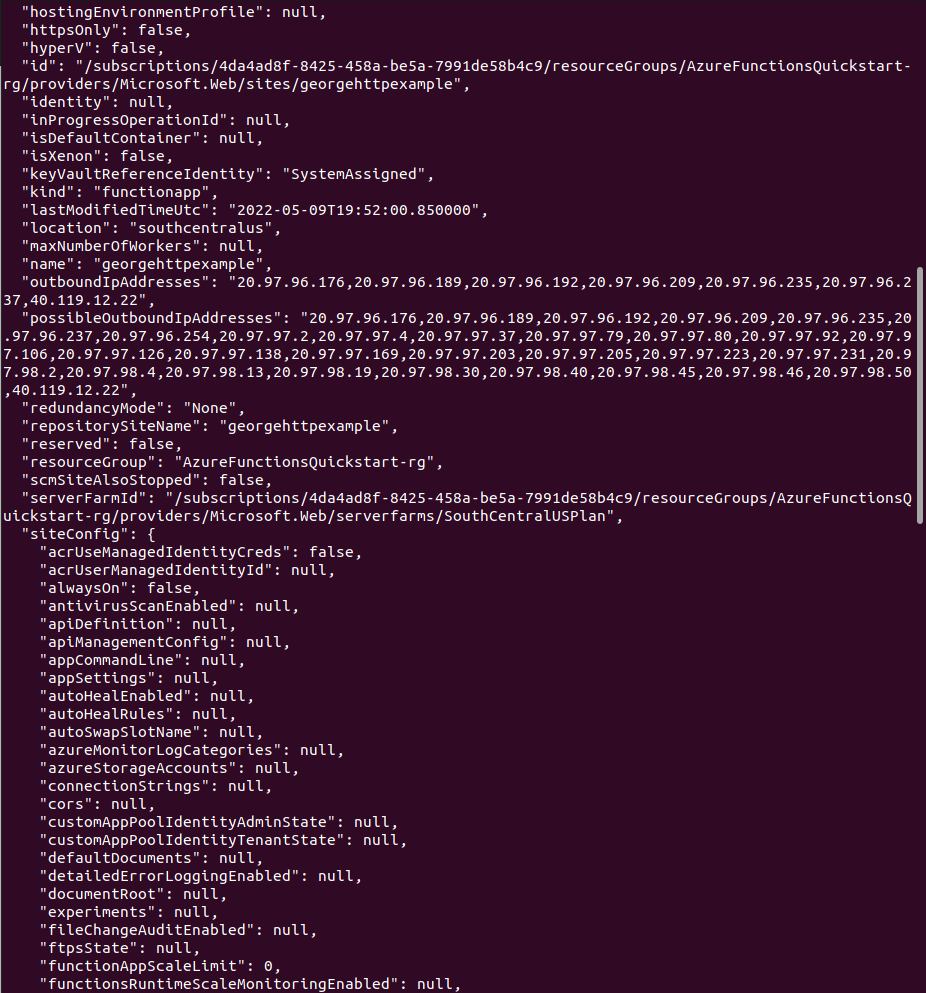 "hostingEnvironmentProfile": null,
"httpsOnly": false,
"hyperV": false,
"id": "/subscriptions/4da4ad8f-8425-458a-be5a-7991de58b4c9/resourceGroups/AzureFunctionsQuickstart-
rg/providers/Microsoft.Web/sites/georgehttpexample",
"identity": null,
"inProgressOperationId": null,
"isDefaultContainer": null,
"isXenon": false,
"keyVaultReferenceIdentity": "SystemAssigned",
"kind": "functionapp",
"lastModifiedTimeUtc": "2022-05-09T19:52:00.850000",
"location": "southcentralus",
"maxNumberOfWorkers": null,
"name": "georgehttpexample",
"outboundIpAddresses": "20.97.96.176,20.97.96.189,20.97.96.192,20.97.96.209,20.97.96.235,20.97.96.2
37,40.119.12.22",
"possibleOutboundIpAddresses": "20.97.96.176,20.97.96.189,20.97.96.192,20.97.96.209,20.97.96.235,20
.97.96.237,20.97.96.254,20.97.97.2,20.97.97.4,20.97.97.37,20.97.97.79,20.97.97.80,20.97.97.92,20.97.9
7.106,20.97.97.126,20.97.97.138,20.97.97.169,20.97.97.203,20.97.97.205,20.97.97.223,20.97.97.231,20.9
7.98.2,20.97.98.4,20.97.98.13,20.97.98.19,20.97.98.30,20.97.98.40,20.97.98.45,20.97.98.46,20.97.98.50
,40.119.12.22",
"redundancyMode": "None",
"repositorySiteName": "georgehttpexample",
"reserved": false,
"resourceGroup": "AzureFunctionsQuickstart-rg",
"scmSiteAlsoStopped": false,
"serverFarmId": "/subscriptions/4da4ad8f-8425-458a-be5a-7991de58b4c9/resourceGroups/AzureFunctionsQ
uickstart-rg/providers/Microsoft.Web/serverfarms/SouthCentralUSPlan",
"siteConfig": {
"acrUseManagedIdentityCreds": false,
"acrUserManagedIdentityId": null,
"alwaysOn": false,
"antivirusScanEnabled": null,
"apiDefinition": null,
"apiManagementConfig": null,
"appCommandLine": null,
"appSettings": null,
"autoHealEnabled": null,
"autoHealRules": null,
"autoSwapSlotName": null,
"azureMonitorLogCategories": null,
"azureStorageAccounts": null,
"connectionStrings": null,
"cors": null,
"customAppPoolIdentityAdminState": null,
"customAppPoolIdentityTenantState": null,
"defaultDocuments": null,
"detailedErrorLoggingEnabled": null,
"documentRoot": null,
"experiments": null,
"fileChangeAuditEnabled": null,
"ftpsState": null,
"functionAppScaleLimit": 0,
"functionsRuntimeScaleMonitoringEnabled": null,